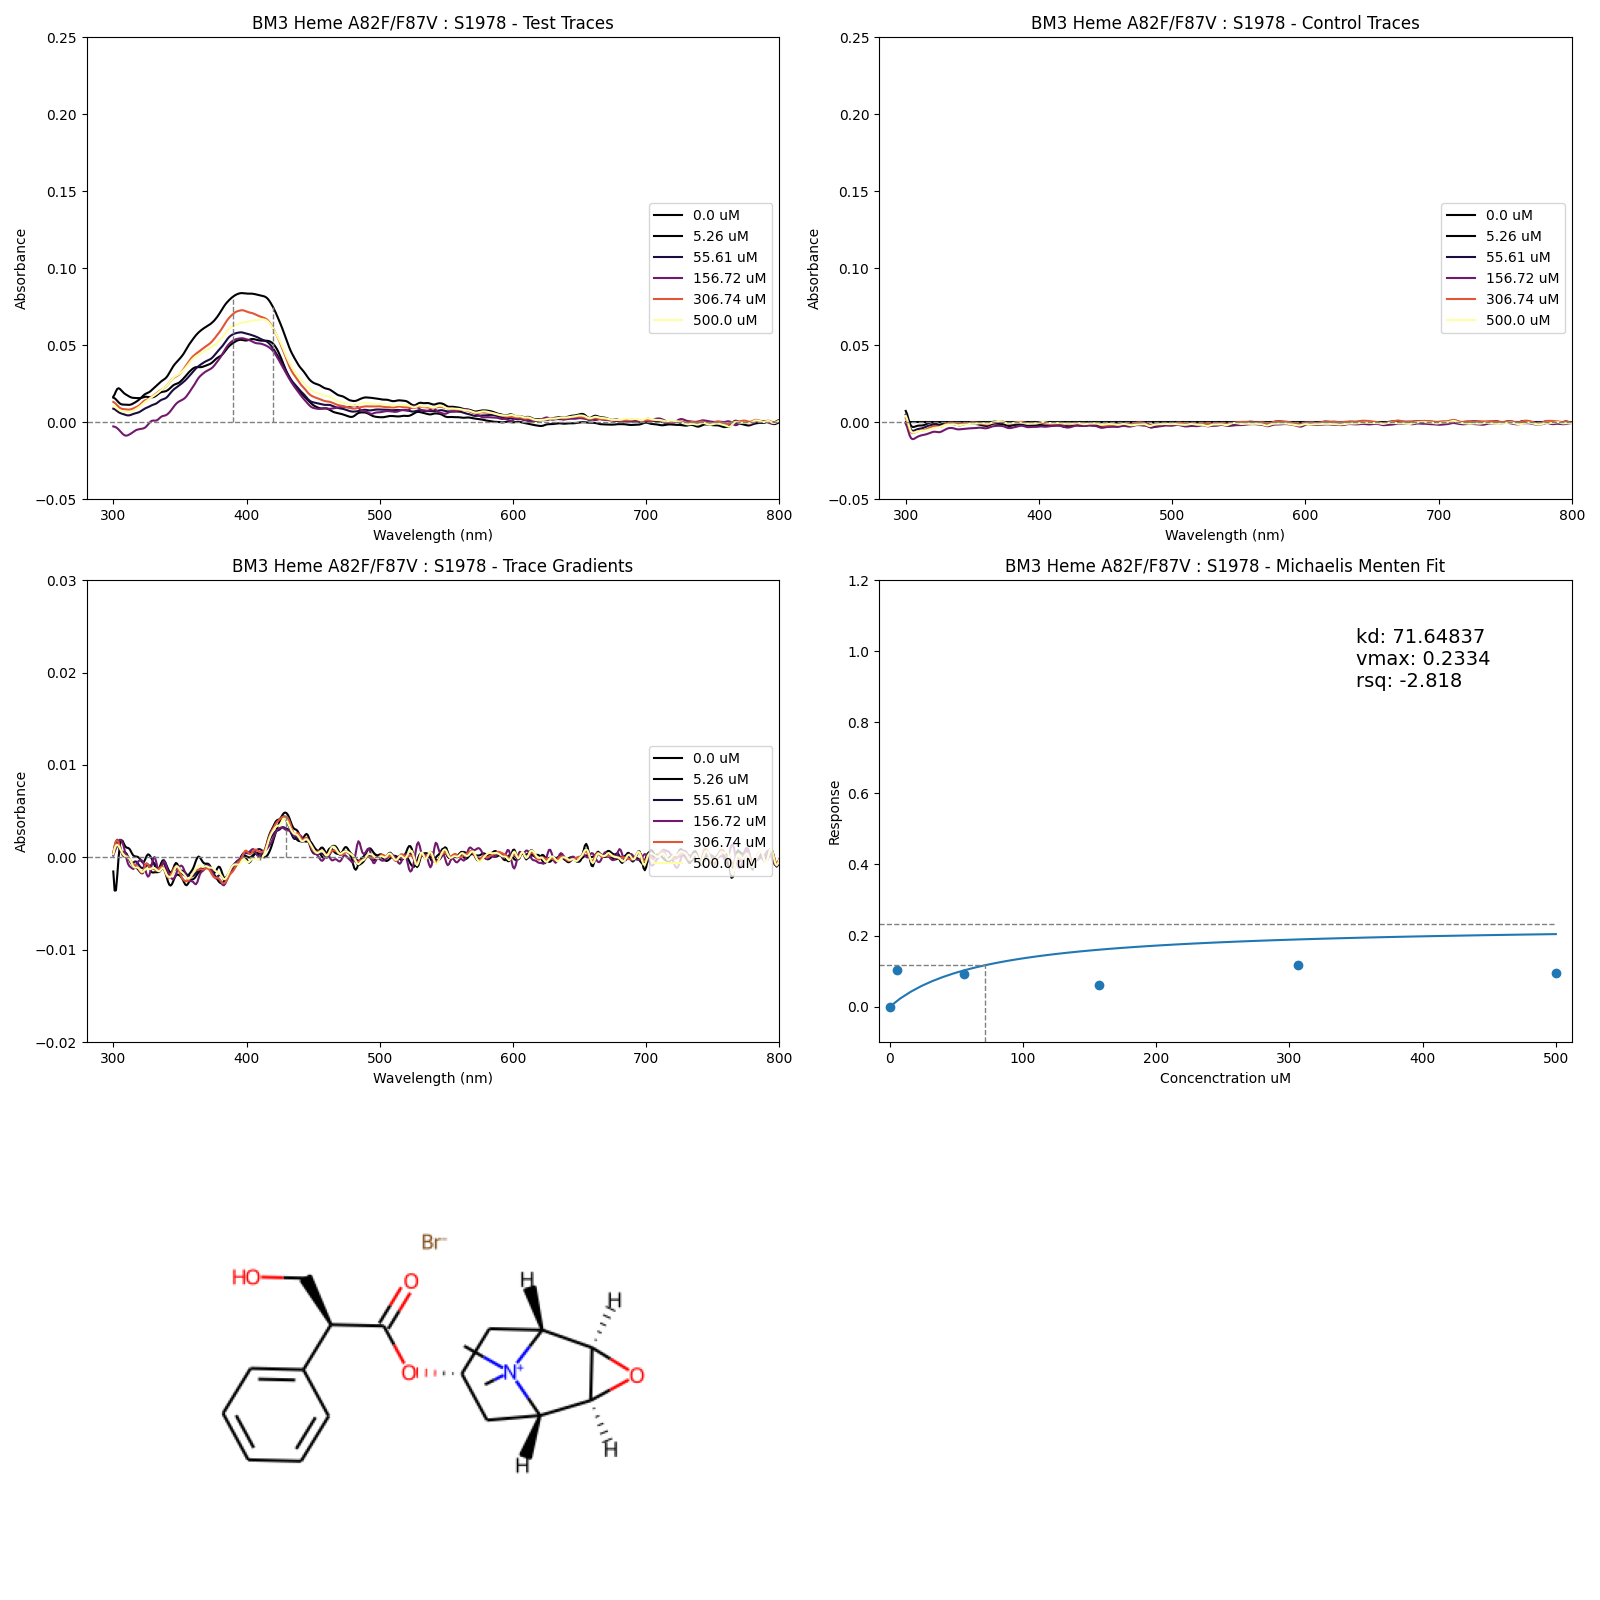 BM3 Heme A82F/F87V : S1978 - Test Traces
0.25
0.20
0.15
0.10
0.05
0.00
−0.05
Absorbance
300 400 500 600 700 800
Wavelength (nm)
0.0 uM
5.26 uM
55.61 uM
156.72 uM
306.74 uM
500.0 uM
BM3 Heme A82F/F87V : S1978 - Control Traces
0.25
0.20
0.15
0.10
0.05
0.00
−0.05
Absorbance
300 400 500 600 700 800
Wavelength (nm)
0.0 uM
5.26 uM
55.61 uM
156.72 uM
306.74 uM
500.0 uM
BM3 Heme A82F/F87V : S1978 - Trace Gradients
0.03
0.02
0.01
0.00
−0.01
−0.02
Absorbance
300 400 500 600 700 800
Wavelength (nm)
0.0 uM
5.26 uM
55.61 uM
156.72 uM
306.74 uM
500.0 uM
BM3 Heme A82F/F87V : S1978 - Michaelis Menten Fit
1.2
1.0
0.8
0.6
0.4
0.2
0.0
Response
0 100 200 300 400 500
Concenctration uM
kd: 71.64837
vmax: 0.2334
rsq: -2.818
Br−
HO
O
H
H
O
N+
O
H
H